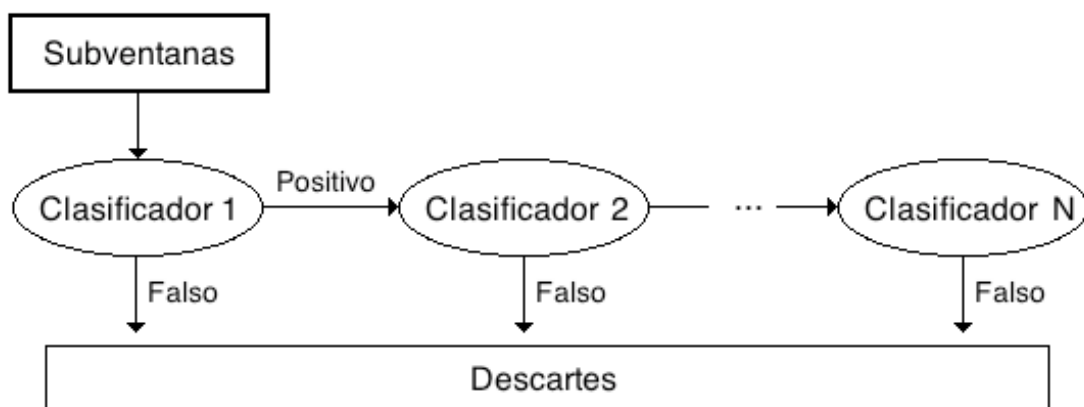 Subventanas
Positivo
Clasificador 1
Clasificador 2
...
Clasificador N
Falso
Falso
Falso
Descartes